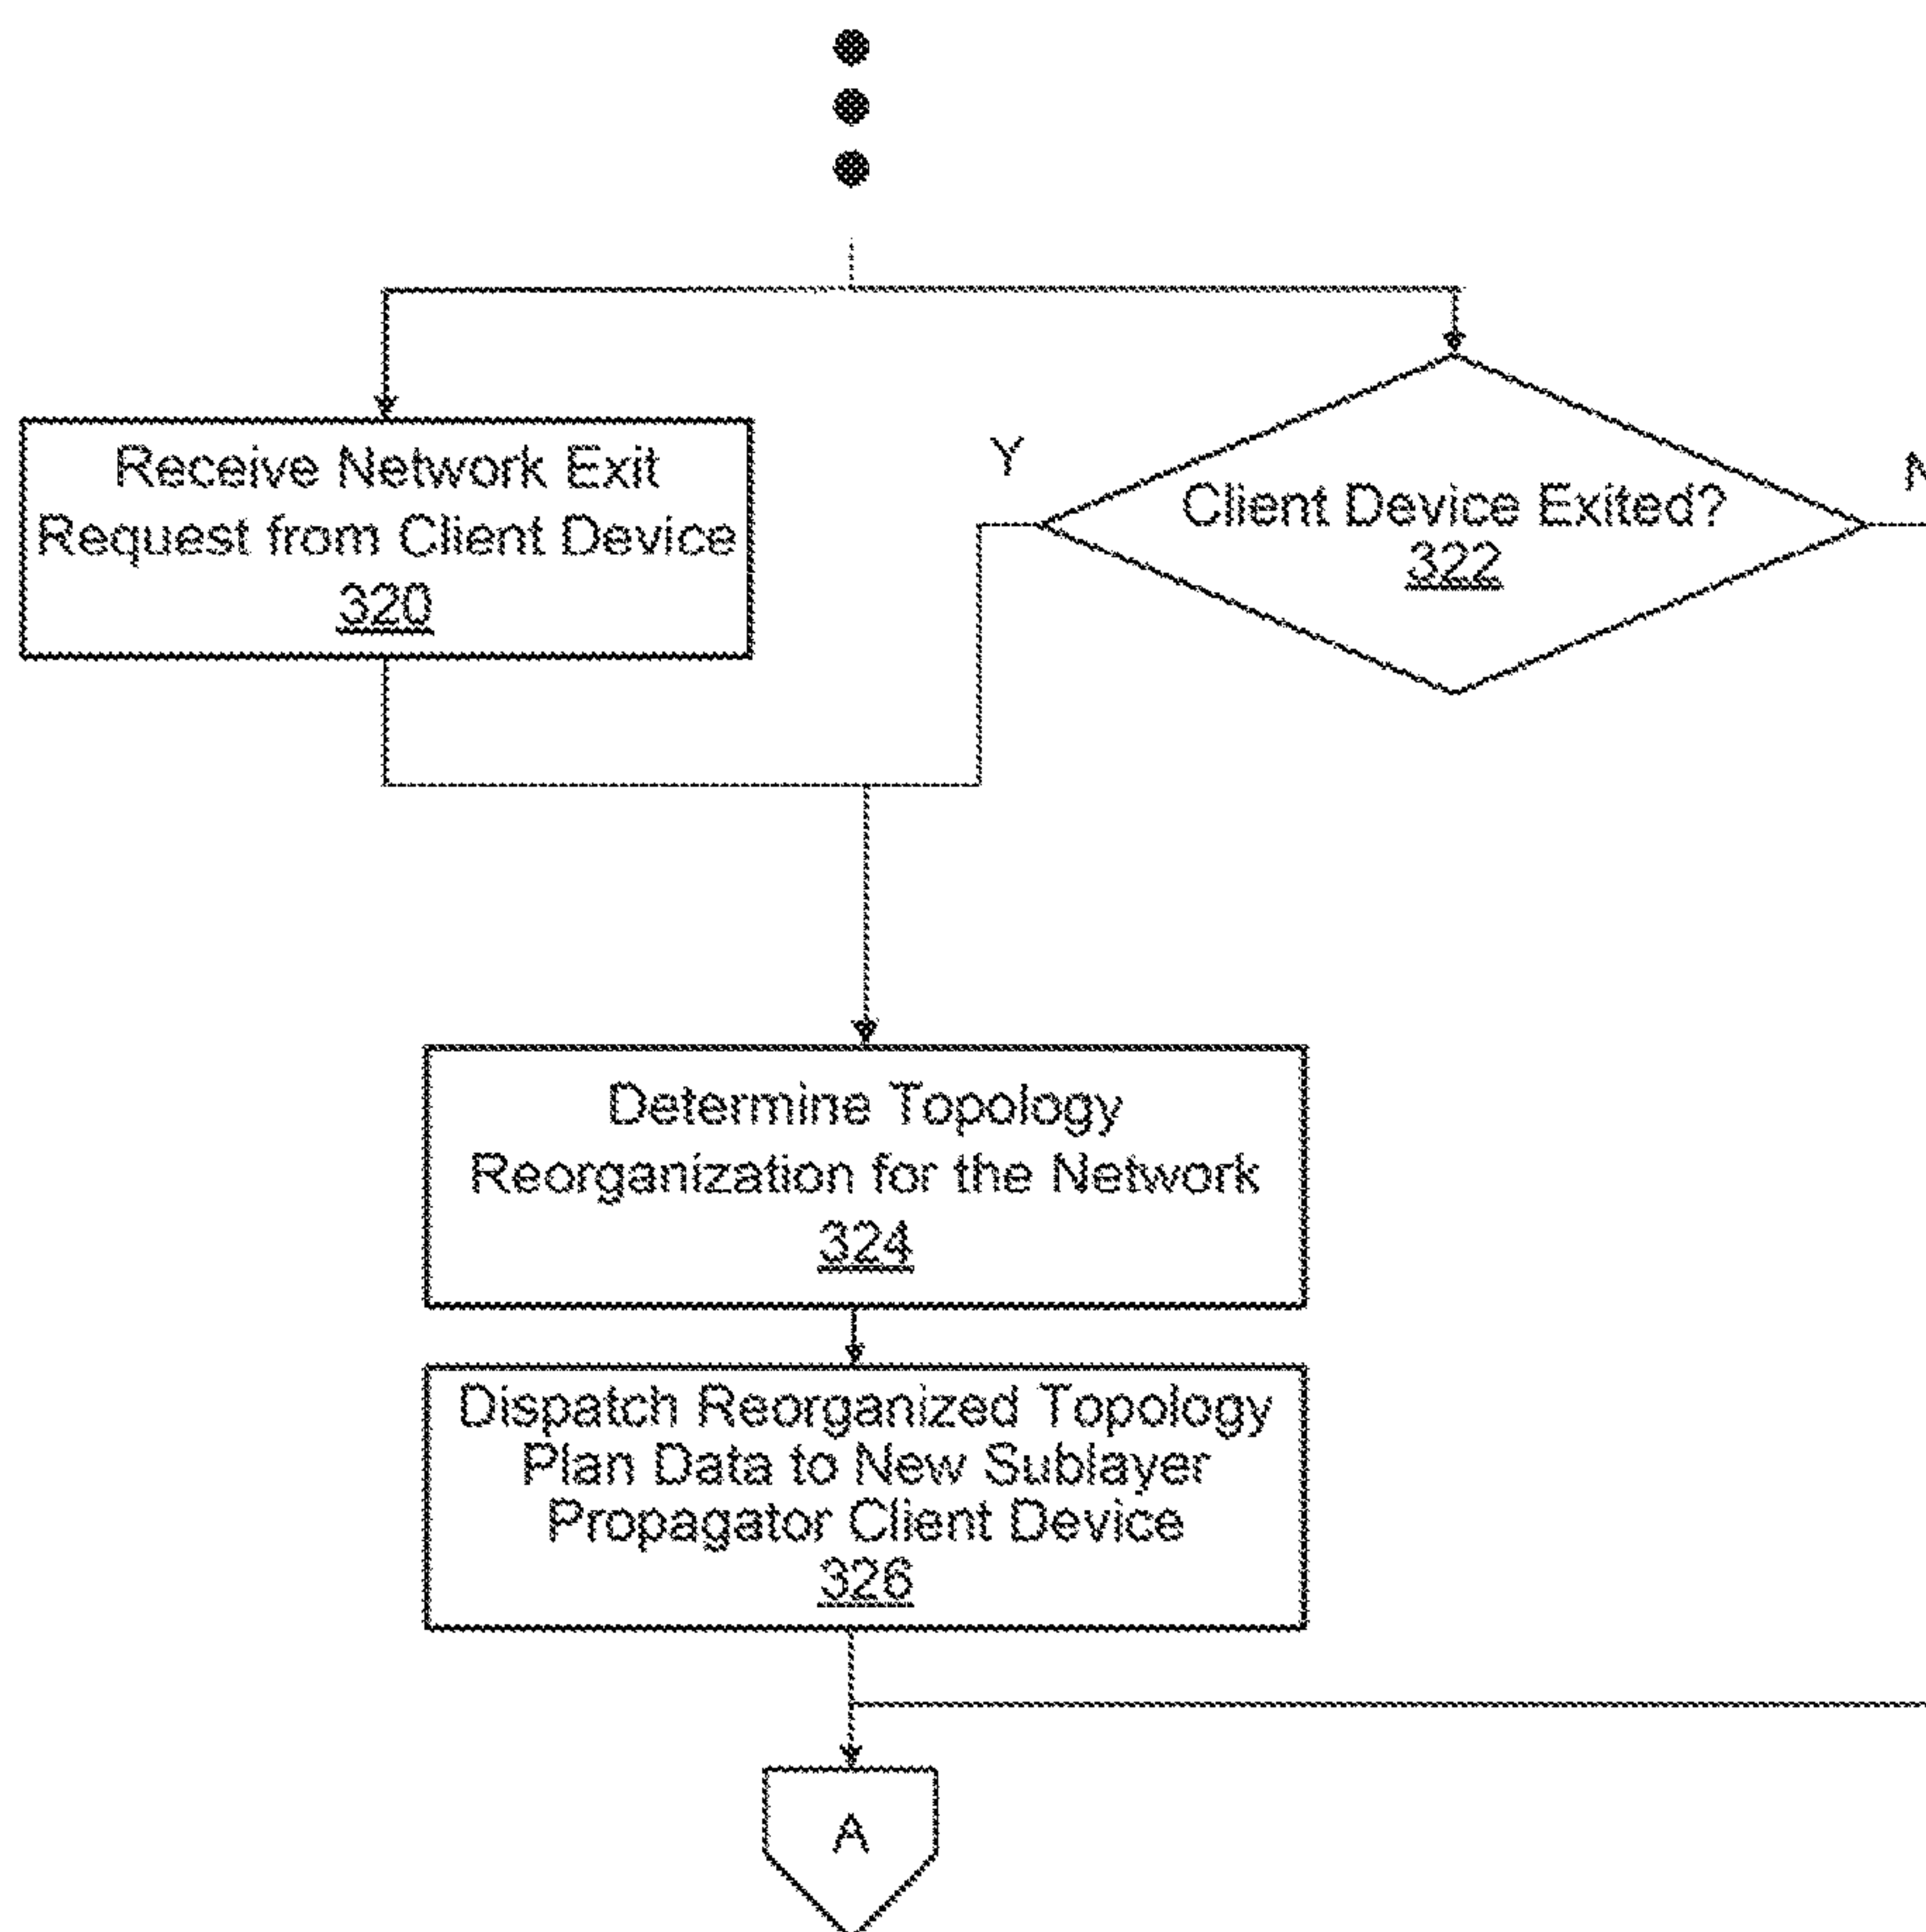 Receive Network Exit
Request from Client Device
320
Y
Client Device Exited?
322
N
Determine Topology
Reorganization for the Network
324
Dispatch Reorganized Topology
Plan Data to New Sublayer
Propagator Client Device
326
A